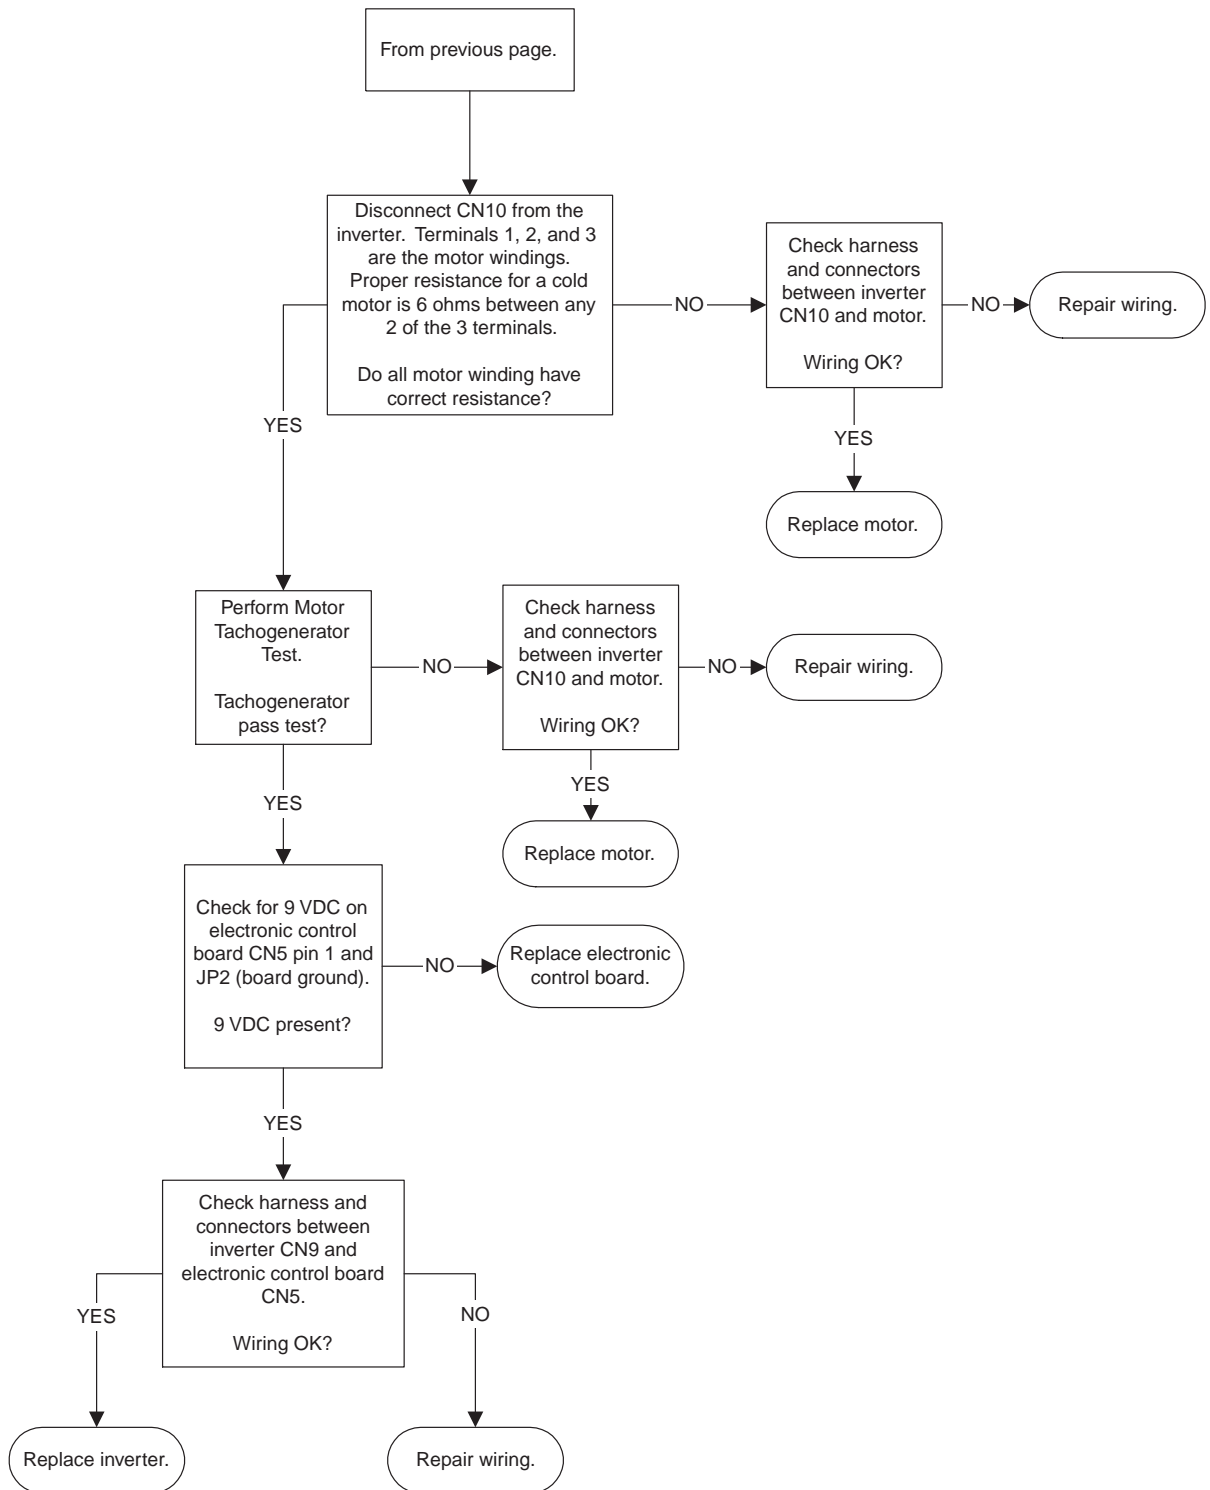 From previous page.
Disconnect CN10 from the
inverter.  Terminals 1, 2, and 3
are the motor windings.
Proper resistance for a cold
motor is 6 ohms between any
2 of the 3 terminals.
Do all motor winding have
correct resistance?
NO
Check harness
and connectors
between inverter
CN10 and motor.
Wiring OK?
NO
Repair wiring.
YES
YES
Replace motor.
Perform Motor
Tachogenerator
Test.
Tachogenerator
pass test?
NO
Check harness
and connectors
between inverter
CN10 and motor.
Wiring OK?
NO
Repair wiring.
YES
YES
Replace motor.
Check for 9 VDC on
electronic control
board CN5 pin 1 and
JP2 (board ground).
9 VDC present?
NO
Replace electronic
control board.
YES
Check harness and
connectors between
inverter CN9 and
electronic control board
CN5.
Wiring OK?
YES
NO
Replace inverter.
Repair wiring.